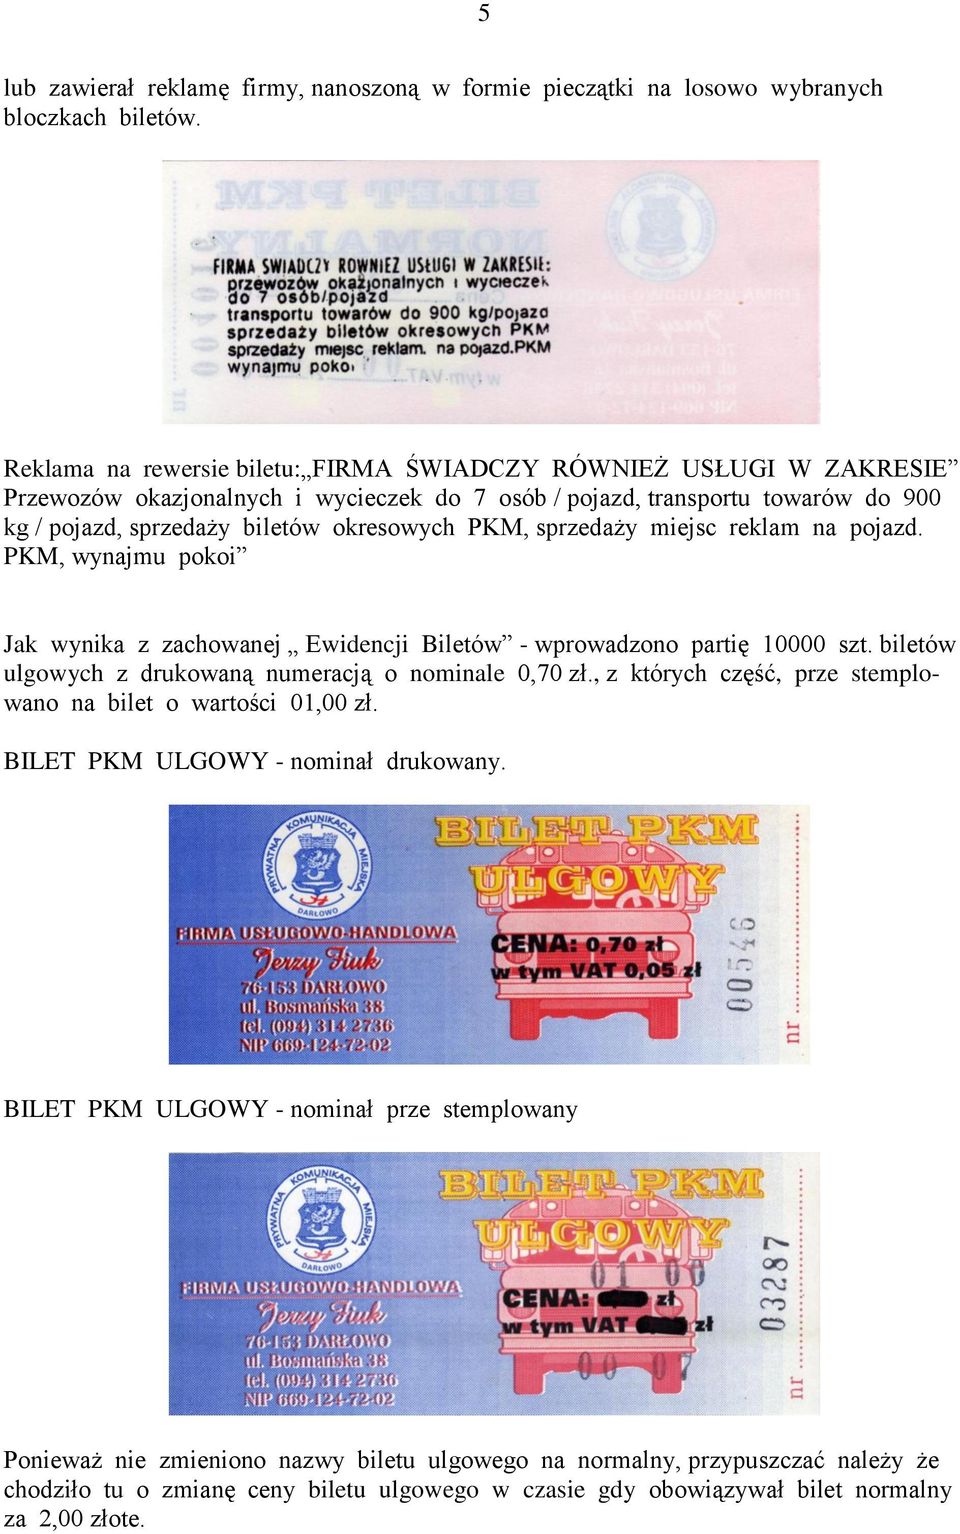 5
lub zawierał reklamę firmy, nanoszoną w formie pieczątki na losowo wybranych
bloczkach biletów.
FIRMA SWIADCZY ROWNIEZ USŁUGI W ZAKRESIE:
przewozów okazjonalnych i wycieczek
do 7 osób/pojazd
transportu towarów do 900 kg/pojazd
sprzedaży biletów okresowych PKM
sprzedaży miejsc reklam. na pojazd.PKM
wynajmu pokoi
Reklama na rewersie biletu:„FIRMA ŚWIADCZY RÓWNIEŻ USŁUGI W ZAKRESIE
Przewozów okazjonalnych i wycieczek do 7 osób / pojazd, transportu towarów do 900
kg / pojazd, sprzedaży biletów okresowych PKM, sprzedaży miejsc reklam na pojazd.
PKM, wynajmu pokoi”
Jak wynika z zachowanej „ Ewidencji Biletów” - wprowadzono partię 10000 szt. biletów
ulgowych z drukowaną numeracją o nominale 0,70 zł., z których część, prze stemplo-
wano na bilet o wartości 01,00 zł.
BILET PKM ULGOWY - nominał drukowany.
PRYWATNA KOMUNIKACJA MIEJSKA
DARŁOWO
BILET PKM
ULGOWY
FIRMA USŁUGOWO-HANDLOWA
Jerzy Fiuk
76-153 DARŁOWO
ul. Bosmańska 38
tel. (094) 314 2736
NIP 669-124-72-02
CENA: 0,70 zł
w tym VAT 0,05 zł
00546
nr ..........
BILET PKM ULGOWY - nominał prze stemplowany
PRYWATNA KOMUNIKACJA MIEJSKA
DARŁOWO
BILET PKM
ULGOWY
FIRMA USŁUGOWO-HANDLOWA
Jerzy Fiuk
76-153 DARŁOWO
ul. Bosmańska 38
tel. (094) 314 2736
NIP 669-124-72-02
01 00
CENA: zł
w tym VAT zł
00 07
03287
nr ..........
Ponieważ nie zmieniono nazwy biletu ulgowego na normalny, przypuszczać należy że
chodziło tu o zmianę ceny biletu ulgowego w czasie gdy obowiązywał bilet normalny
za 2,00 złote.